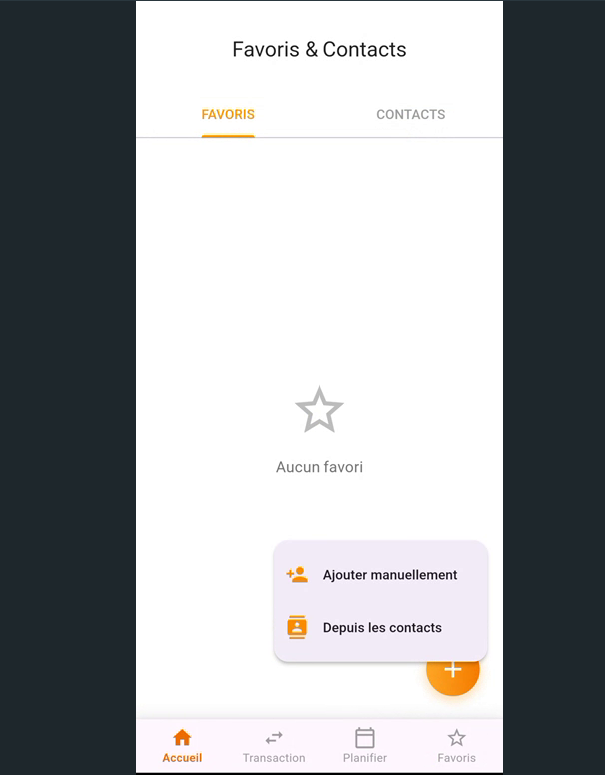 Favoris & Contacts
FAVORIS
CONTACTS
Aucun favori
Ajouter manuellement
Depuis les contacts
Accueil
Transaction
Planifier
Favoris